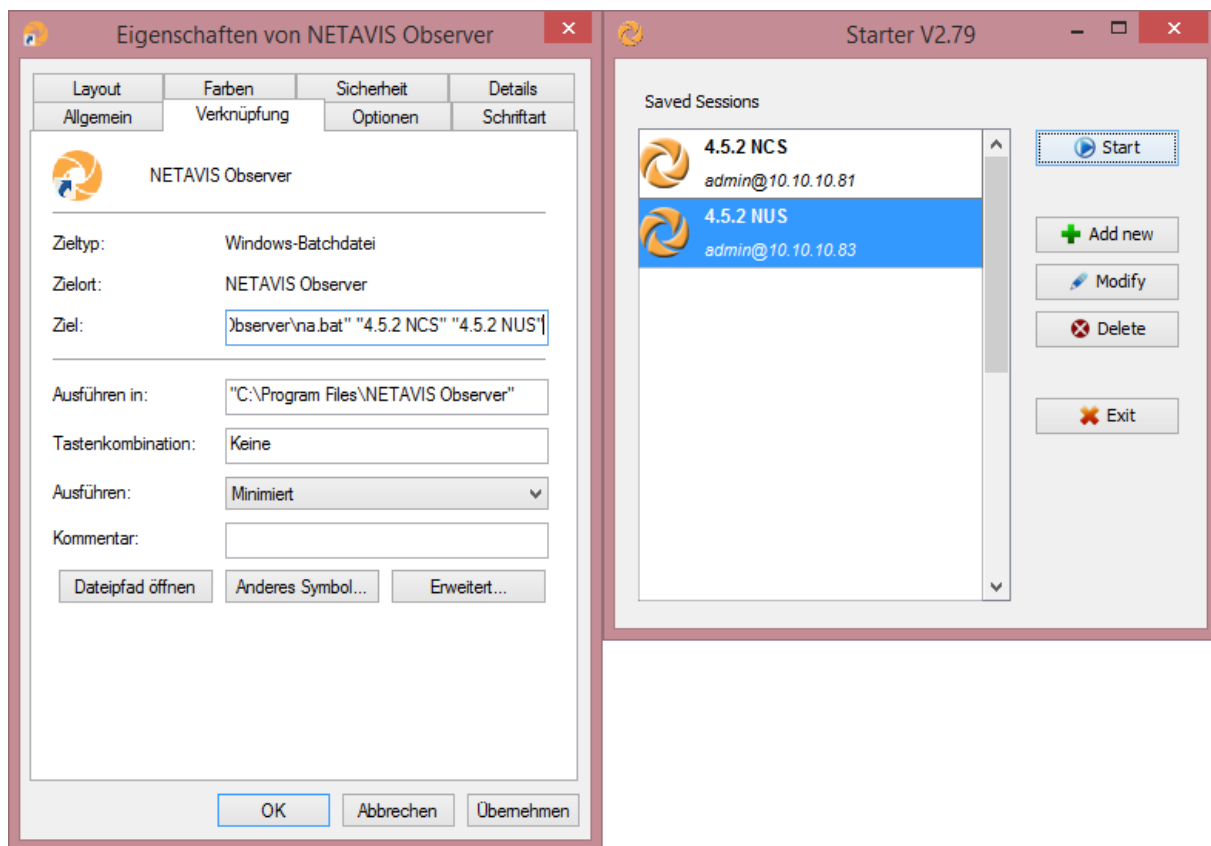 Eigenschaften von NETAVIS Observer
Layout Farben Sicherheit Details
Allgemein Verknüpfung Optionen Schriftart
NETAVIS Observer
Zieltyp: Windows-Batchdatei
Zielort: NETAVIS Observer
Ziel: Observer\na.bat" "4.5.2 NCS" "4.5.2 NUS"
Ausführen in: "C:\Program Files\NETAVIS Observer"
Tastenkombination: Keine
Ausführen: Minimiert
Kommentar:
Dateipfad öffnen Anderes Symbol... Erweitert...
OK Abbrechen Übernehmen
Starter V2.79
Saved Sessions
4.5.2 NCS
admin@10.10.10.81
4.5.2 NUS
admin@10.10.10.83
Start
Add new
Modify
Delete
Exit